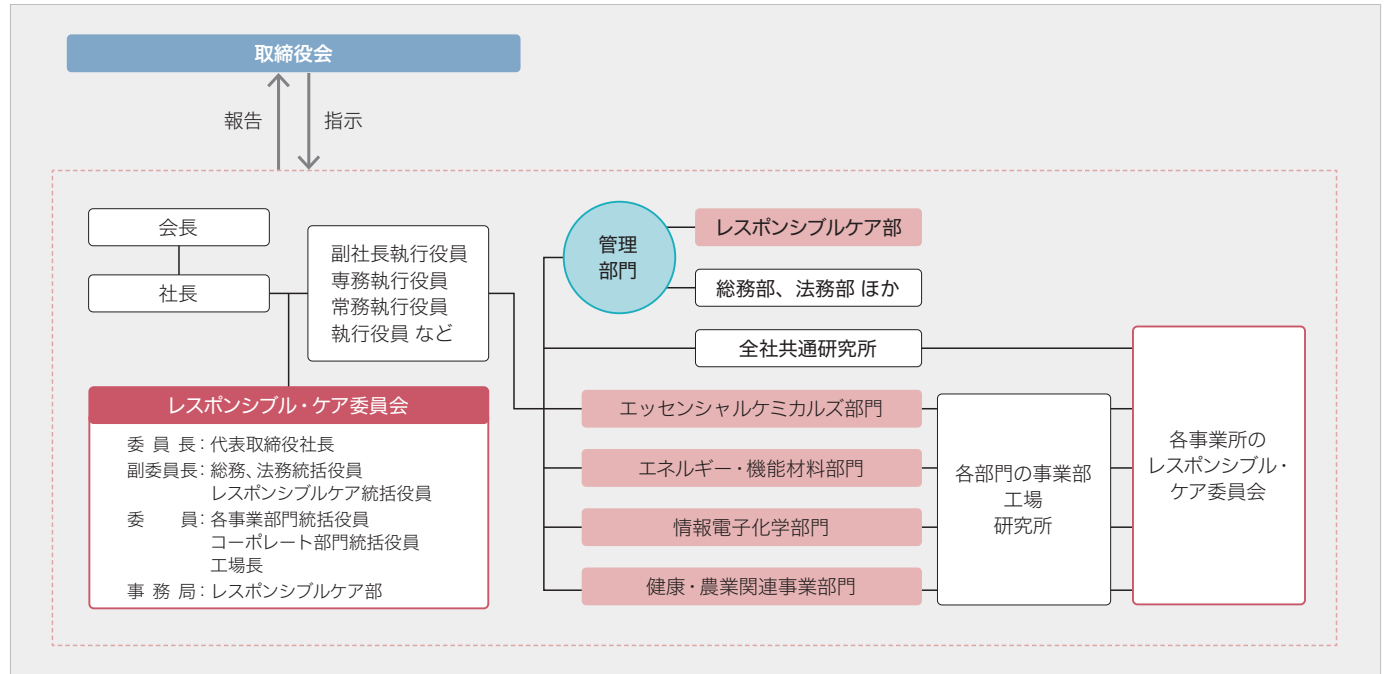 取締役会
報告
指示
会長
社長
副社長執行役員
専務執行役員
常務執行役員
執行役員 など
レスポンシブル・ケア委員会
委 員 長：代表取締役社長
副委員長：総務、法務統括役員
レスポンシブルケア統括役員
委　　員：各事業部門統括役員
コーポレート部門統括役員
工場長
事 務 局：レスポンシブルケア部
管理
部門
レスポンシブルケア部
総務部、法務部 ほか
全社共通研究所
エッセンシャルケミカルズ部門
エネルギー・機能材料部門
情報電子化学部門
健康・農業関連事業部門
各部門の事業部
工場
研究所
各事業所の
レスポンシブル・
ケア委員会